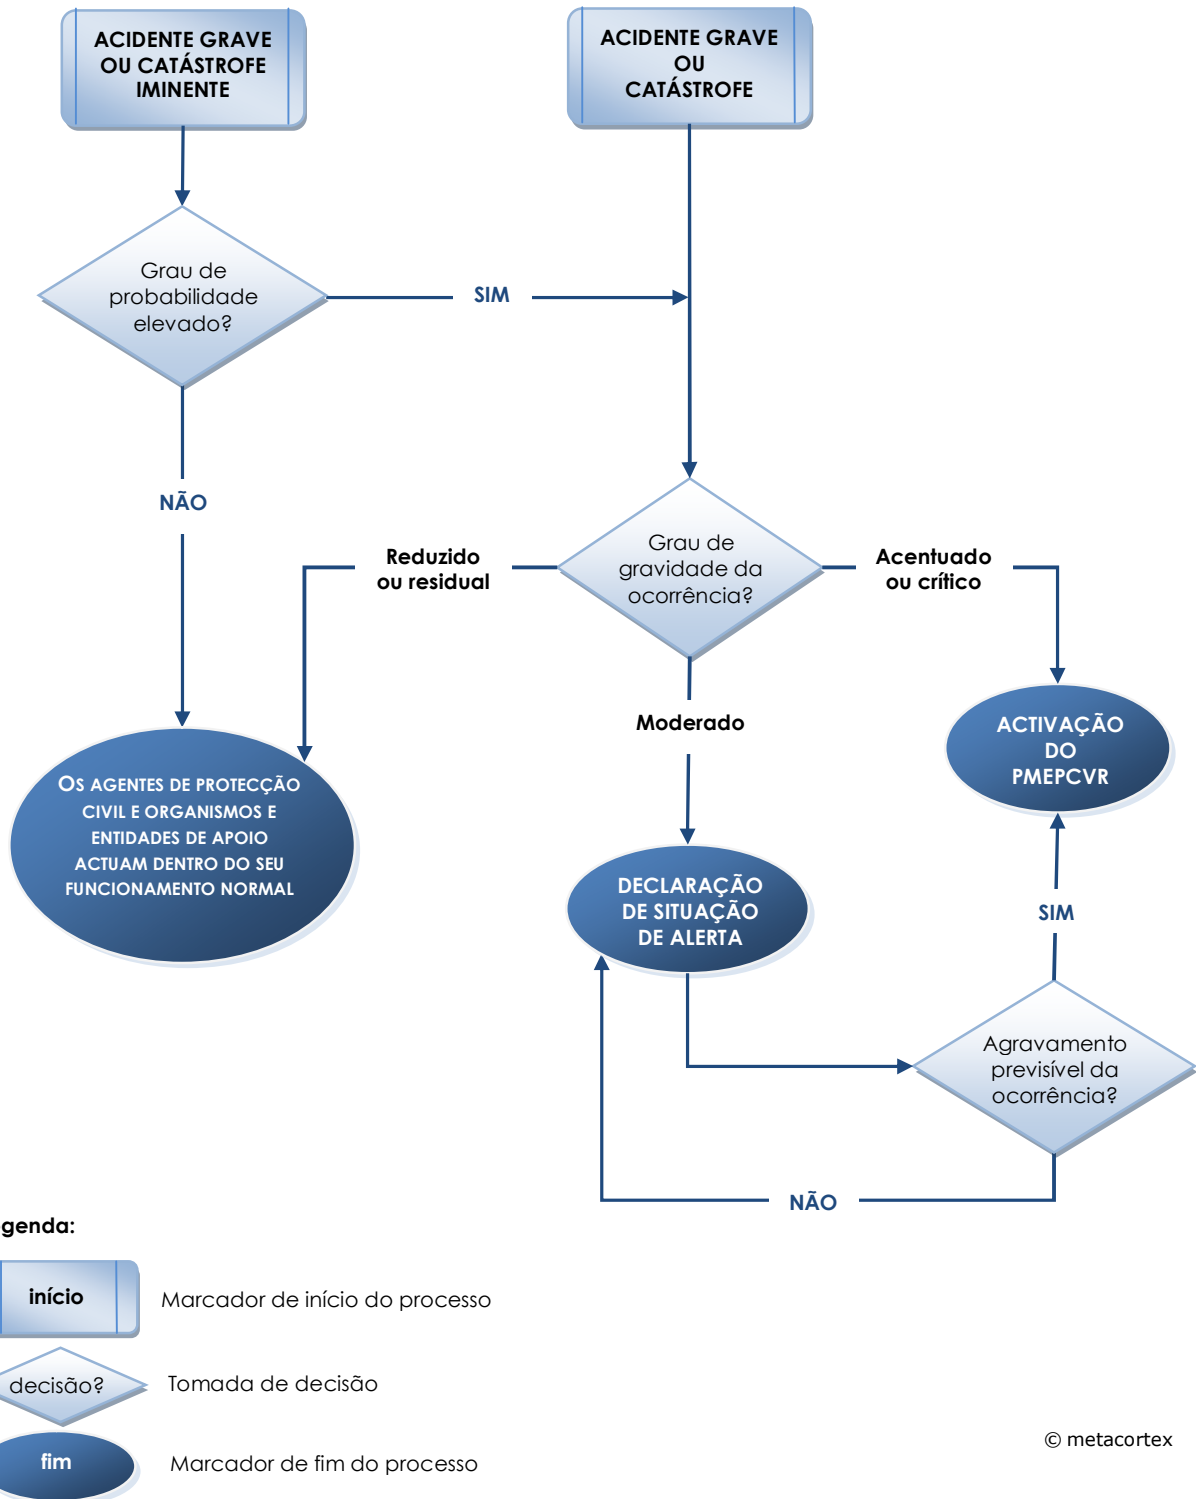 ACIDENTE GRAVE
OU CATÁSTROFE
IMINENTE
ACIDENTE GRAVE
OU
CATÁSTROFE
Grau de
probabilidade
elevado?
SIM
NÃO
Grau de
gravidade da
ocorrência?
Reduzido
ou residual
Acentuado
ou crítico
Moderado
ACTIVAÇÃO
DO
PMEPCVR
OS AGENTES DE PROTECÇÃO
CIVIL E ORGANISMOS E
ENTIDADES DE APOIO
ACTUAM DENTRO DO SEU
FUNCIONAMENTO NORMAL
DECLARAÇÃO
DE SITUAÇÃO
DE ALERTA
SIM
Agravamento
previsível da
ocorrência?
NÃO
genda:
início
Marcador de início do processo
decisão?
Tomada de decisão
fim
Marcador de fim do processo
© metacortex